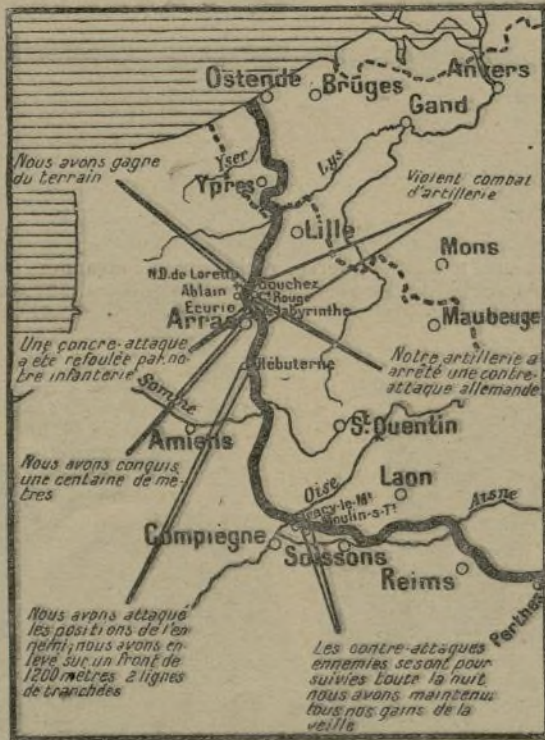 Ostende
Bruges
Anvers
Gand
Nous avons gagne
du terrain
Yser
Lys
Ypres
Violent combat
d'artillerie
Lille
Mons
N.D. de Lorette
Ablain
Souchez
Rouge
Ecurie
Labyrinthe
Arras
Maubeuge
Une contre-attaque
a été refoulée par no
tre infanterie
Hébuterne
Notre artillerie a
arrêté une contre-
attaque allemande
Somme
Amiens
St Quentin
Nous avons conquis
une centaine de mè
tres
Oise
Laon
Aisne
Moulin-s-Tt
Compiègne
Soissons
Reims
Perthes
Nous avons attaqué
les positions de l'en
nemi; nous avons en
levé sur un front de
1200 mètres 2 lignes
de tranchées
Les contre-attaques
ennemies se sont pour
suivies toute la nuit
nous avons maintenu
tous nos gains de la
veille